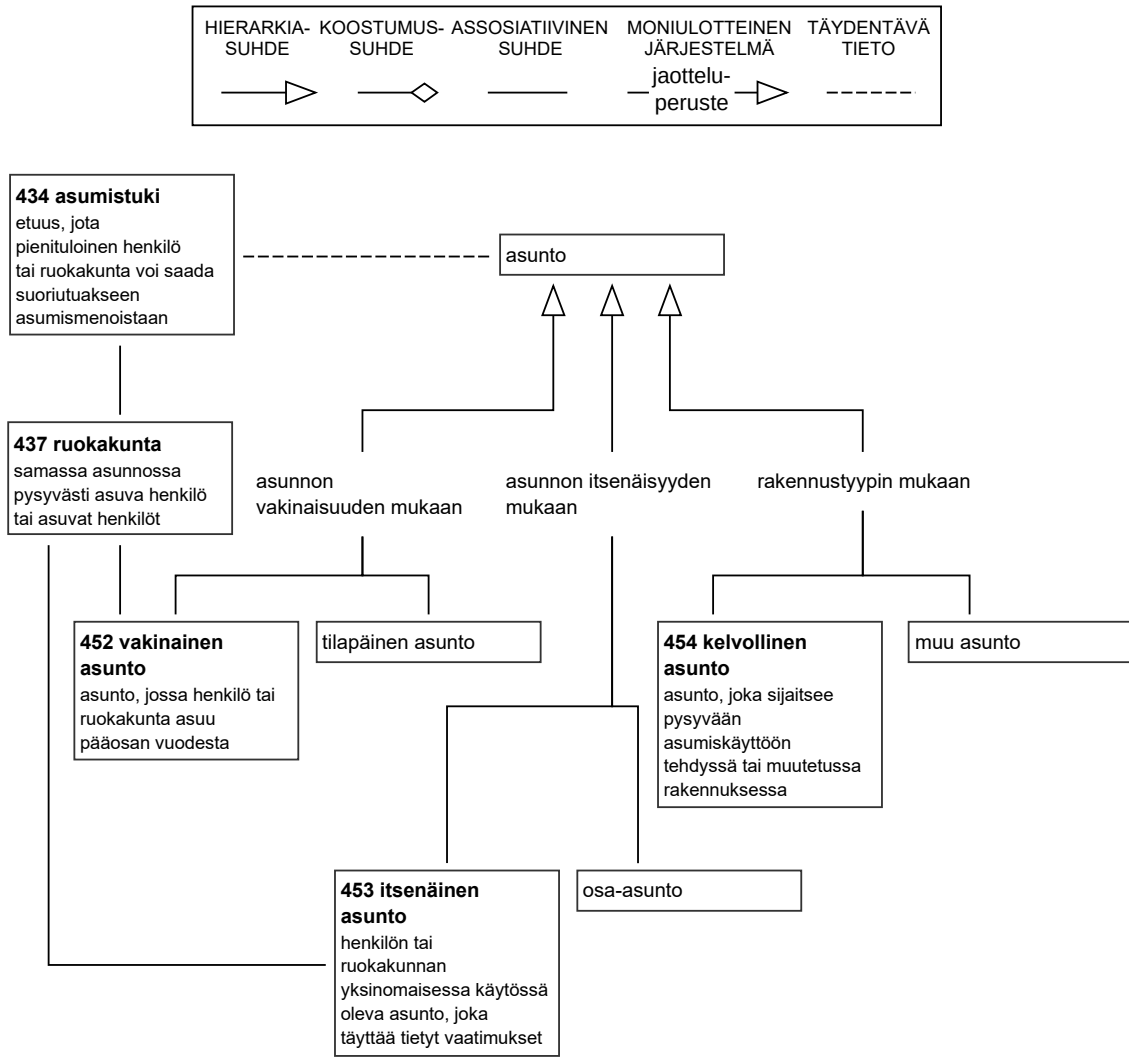 HIERARKIA-
SUHDE
KOOSTUMUS-
SUHDE
ASSOSIATIIVINEN
SUHDE
MONIULOTTEINEN
JÄRJESTELMÄ
jaottelu-
peruste
TÄYDENTÄVÄ
TIETO
434 asumistuki
etuus, jota
pienituloinen henkilö
tai ruokakunta voi saada
suoriutuakseen
asumismenoistaan
asunto
437 ruokakunta
samassa asunnossa
pysyvästi asuva henkilö
tai asuvat henkilöt
asunnon
vakinaisuuden mukaan
asunnon itsenäisyyden
mukaan
rakennustyypin mukaan
452 vakinainen
asunto
asunto, jossa henkilö tai
ruokakunta asuu
pääosan vuodesta
tilapäinen asunto
454 kelvollinen
asunto
asunto, joka sijaitsee
pysyvään
asumiskäyttöön
tehdyssä tai muutetussa
rakennuksessa
muu asunto
453 itsenäinen
asunto
henkilön tai
ruokakunnan
yksinomaisessa käytössä
oleva asunto, joka
täyttää tietyt vaatimukset
osa-asunto